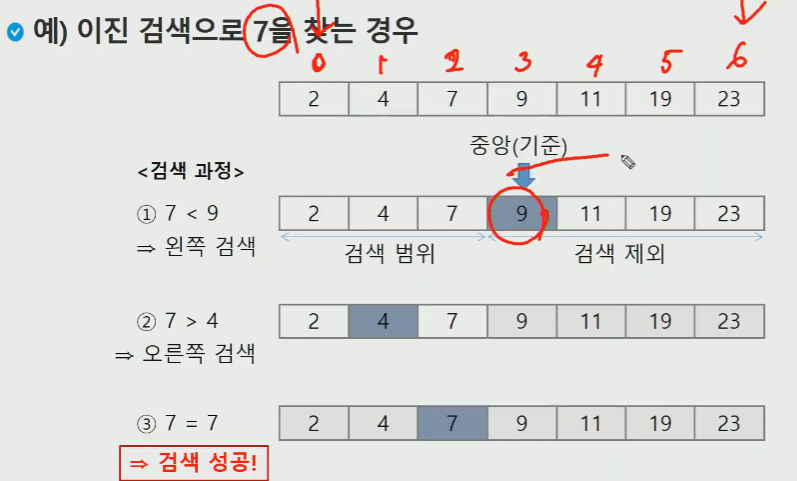 예) 이진 검색으로 7을 찾는 경우
0 1 2 3 4 5 6
2 4 7 9 11 19 23
중앙(기준)
<검색 과정>
① 7 < 9
2 4 7 9 11 19 23
⇒ 왼쪽 검색
검색 범위 검색 제외
② 7 > 4
2 4 7 9 11 19 23
⇒ 오른쪽 검색
③ 7 = 7
2 4 7 9 11 19 23
⇒ 검색 성공!